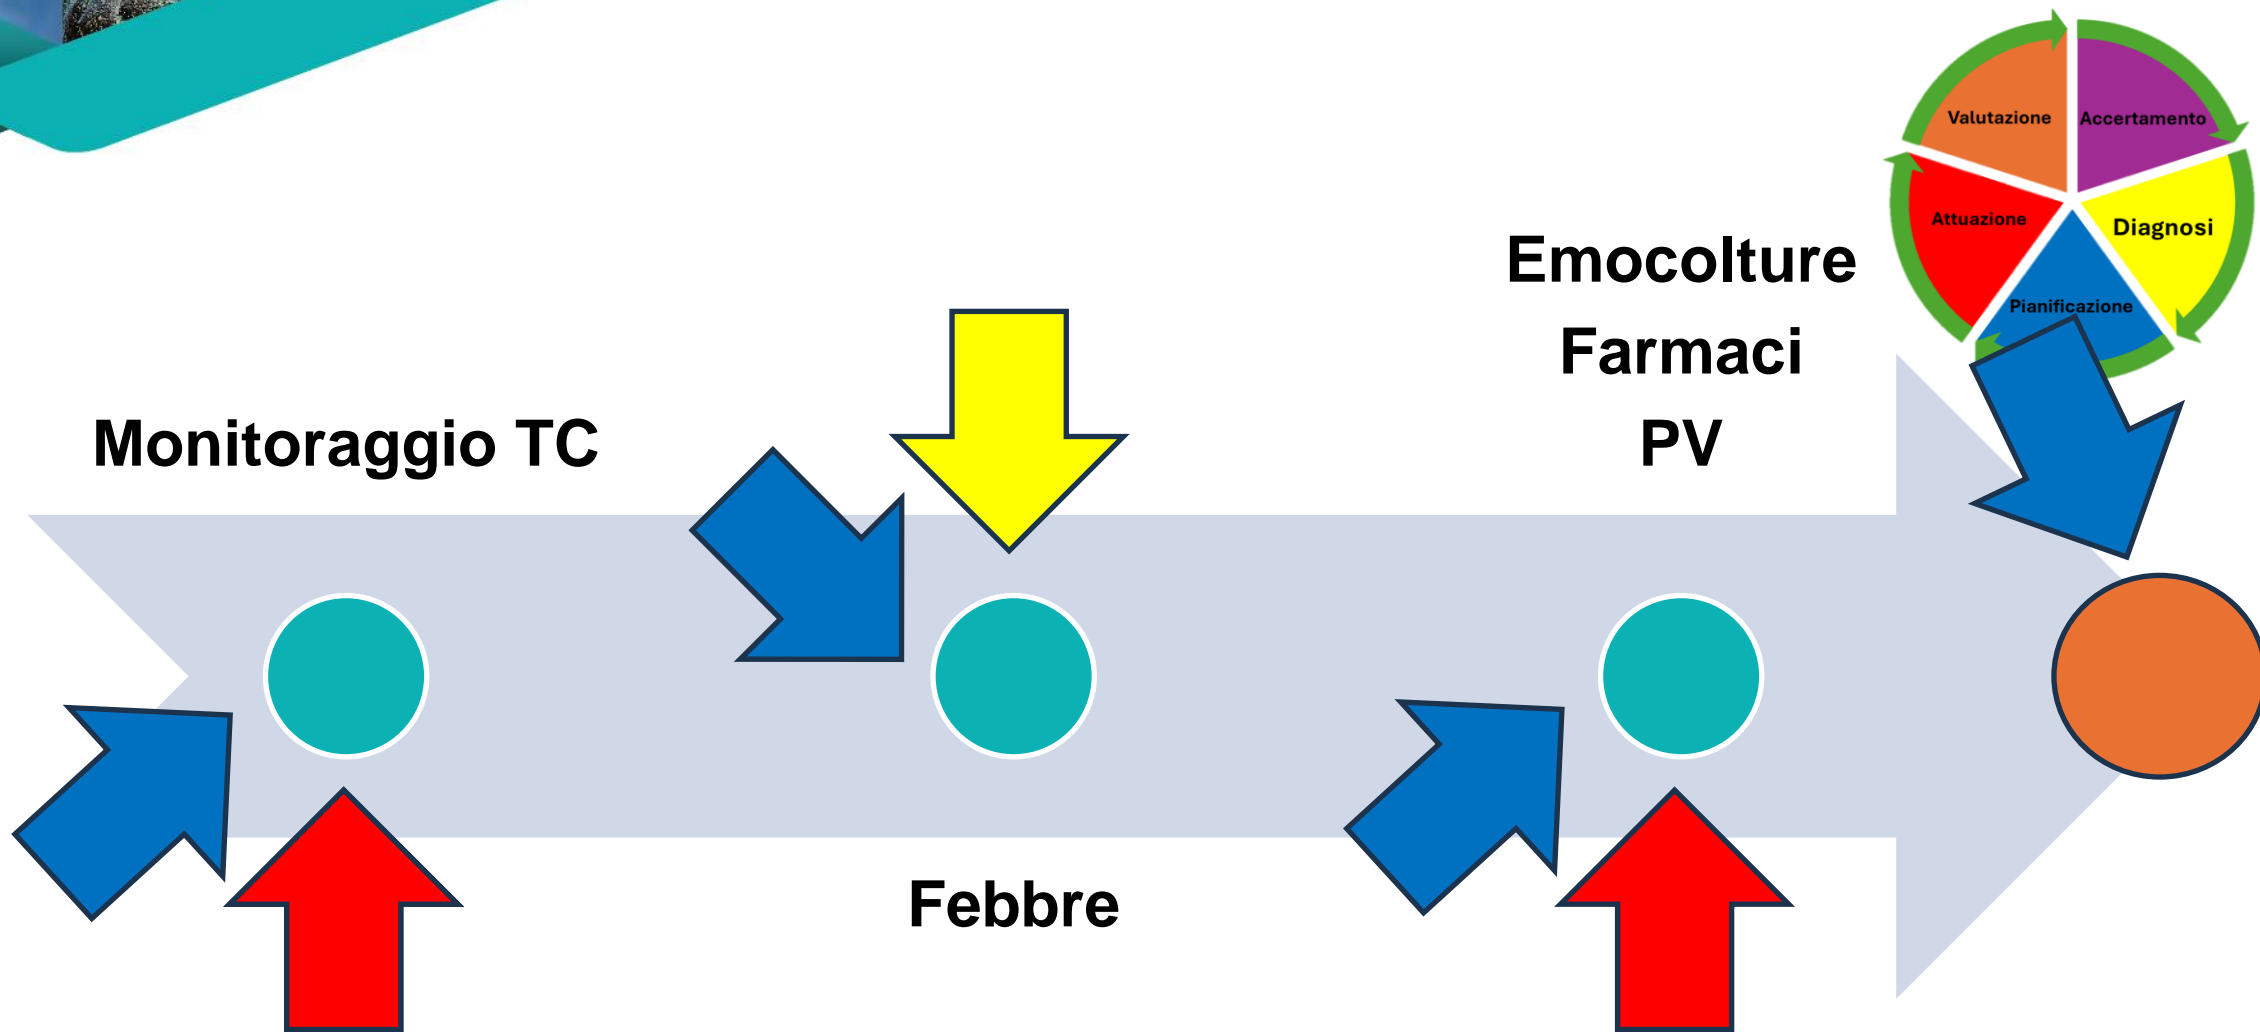 Valutazione
Accertamento
Attuazione
Diagnosi
Pianificazione
Emocolture
Farmaci
PV
Monitoraggio TC
Febbre